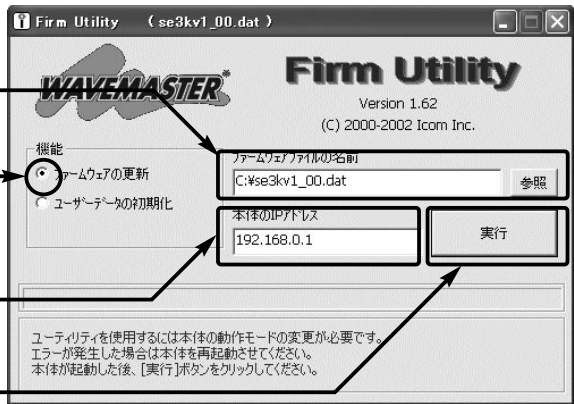 Firm Utility （ se3kv1_00.dat ）
WAVEMASTER®
Firm Utility
Version 1.62
(C) 2000-2002 Icom Inc.
機能
ファームウェアの更新
ユーザーデータの初期化
ファームウェアファイルの名前
C:¥se3kv1_00.dat
参照
本体のIPアドレス
192.168.0.1
実行
ユーティリティを使用するには本体の動作モードの変更が必要です。
エラーが発生した場合は本体を再起動させてください。
本体が起動した後、[実行]ボタンをクリックしてください。